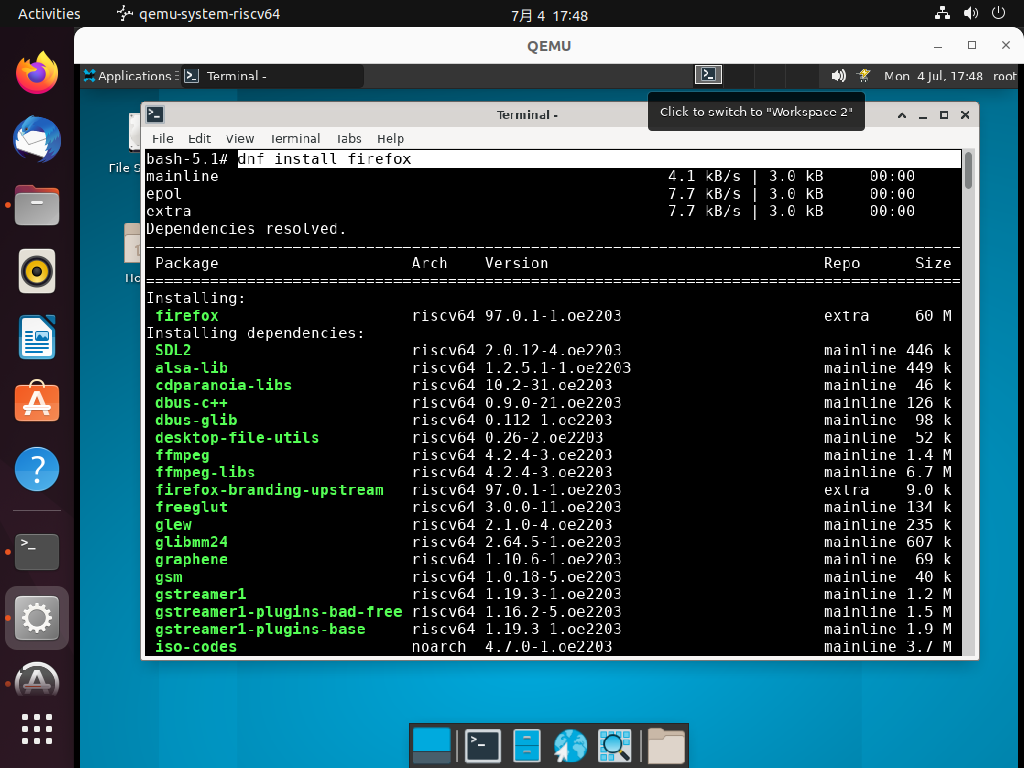 Activities qemu-system-riscv64 7月 4 17:48
QEMU
Applications Terminal - Mon 4 Jul, 17:48 root
Click to switch to "Workspace 2"
Terminal -
File Edit View Terminal Tabs Help
File S
Ho
bash-5.1# dnf install firefox
mainline 4.1 kB/s | 3.0 kB 00:00
epol 7.7 kB/s | 3.0 kB 00:00
extra 7.7 kB/s | 3.0 kB 00:00
Dependencies resolved.
Package Arch Version Repo Size
Installing:
firefox riscv64 97.0.1-1.oe2203 extra 60 M
Installing dependencies:
SDL2 riscv64 2.0.12-4.oe2203 mainline 446 k
alsa-lib riscv64 1.2.5.1-1.oe2203 mainline 449 k
cdparanoia-libs riscv64 10.2-31.oe2203 mainline 46 k
dbus-c++ riscv64 0.9.0-21.oe2203 mainline 126 k
dbus-glib riscv64 0.112-1.oe2203 mainline 98 k
desktop-file-utils riscv64 0.26-2.oe2203 mainline 52 k
ffmpeg riscv64 4.2.4-3.oe2203 mainline 1.4 M
ffmpeg-libs riscv64 4.2.4-3.oe2203 mainline 6.7 M
firefox-branding-upstream riscv64 97.0.1-1.oe2203 extra 9.0 k
freeglut riscv64 3.0.0-11.oe2203 mainline 134 k
glew riscv64 2.1.0-4.oe2203 mainline 235 k
glibmm24 riscv64 2.64.5-1.oe2203 mainline 607 k
graphene riscv64 1.10.6-1.oe2203 mainline 69 k
gsm riscv64 1.0.18-5.oe2203 mainline 40 k
gstreamer1 riscv64 1.19.3-1.oe2203 mainline 1.2 M
gstreamer1-plugins-bad-free riscv64 1.16.2-5.oe2203 mainline 1.5 M
gstreamer1-plugins-base riscv64 1.19.3-1.oe2203 mainline 1.9 M
iso-codes noarch 4.7.0-1.oe2203 mainline 3.7 M